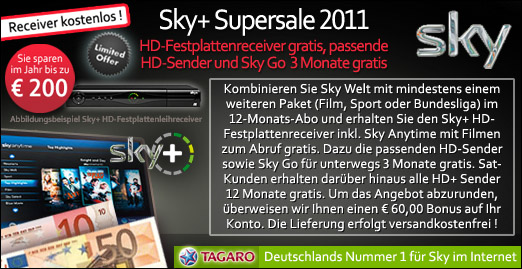 Receiver kostenlos !
Sky+ Supersale 2011
HD-Festplattenreceiver gratis, passende
HD-Sender und Sky Go 3 Monate gratis
sky
Limited
Offer
Sie sparen
im Jahr bis zu
€ 200
Abbildungsbeispiel Sky+ HD-Festplattenleihreceiver
sky+
Kombinieren Sie Sky Welt mit mindestens einem
weiteren Paket (Film, Sport oder Bundesliga) im
12-Monats-Abo und erhalten Sie den Sky+ HD-
Festplattenreceiver inkl. Sky Anytime mit Filmen
zum Abruf gratis. Dazu die passenden HD-Sender
sowie Sky Go für unterwegs 3 Monate gratis. Sat-
Kunden erhalten darüber hinaus alle HD+ Sender
12 Monate gratis. Um das Angebot abzurunden,
überweisen wir Ihnen einen € 60,00 Bonus auf Ihr
Konto. Die Lieferung erfolgt versandkostenfrei !
sky anytime
Top Highlights
10
50
TAGARO
Deutschlands Nummer 1 für Sky im Internet